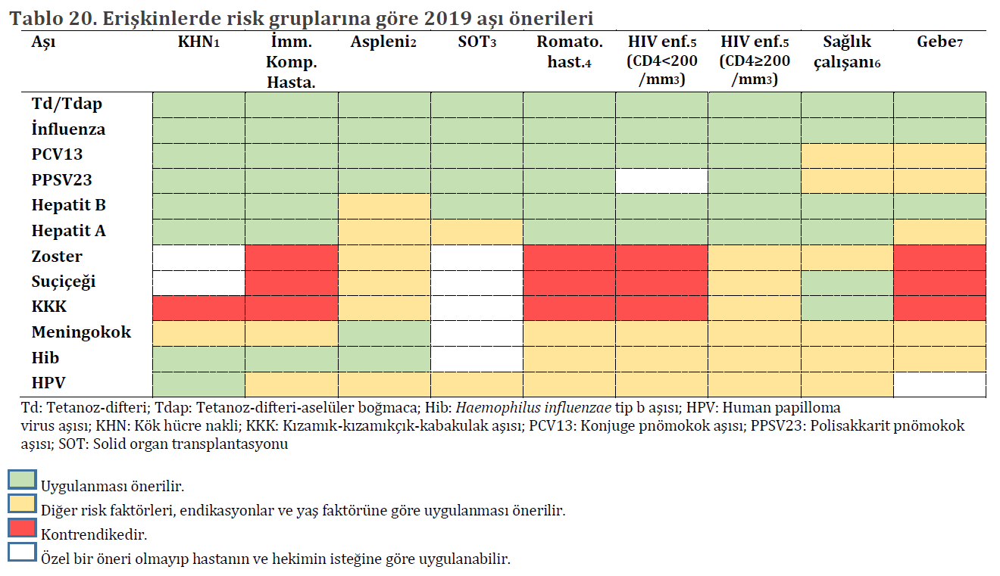 Tablo 20. Erişkinlerde risk gruplarına göre 2019 aşı önerileri
Aşı KHN1 İmm. Komp. Hasta. Aspleni2 SOT3 Romato. hast.4 HIV enf.5 (CD4<200 /mm3) HIV enf.5 (CD4≥200 /mm3) Sağlık çalışanı6 Gebe7
Td/Tdap
İnfluenza
PCV13
PPSV23
Hepatit B
Hepatit A
Zoster
Suçiçeği
KKK
Meningokok
Hib
HPV
Td: Tetanoz-difteri; Tdap: Tetanoz-difteri-aselüler boğmaca; Hib: Haemophilus influenzae tip b aşısı; HPV: Human papilloma
virus aşısı; KHN: Kök hücre nakli; KKK: Kızamık-kızamıkçık-kabakulak aşısı; PCV13: Konjuge pnömokok aşısı; PPSV23: Polisakkarit pnömokok
aşısı; SOT: Solid organ transplantasyonu
Uygulanması önerilir.
Diğer risk faktörleri, endikasyonlar ve yaş faktörüne göre uygulanması önerilir.
Kontrendikedir.
Özel bir öneri olmayıp hastanın ve hekimin isteğine göre uygulanabilir.